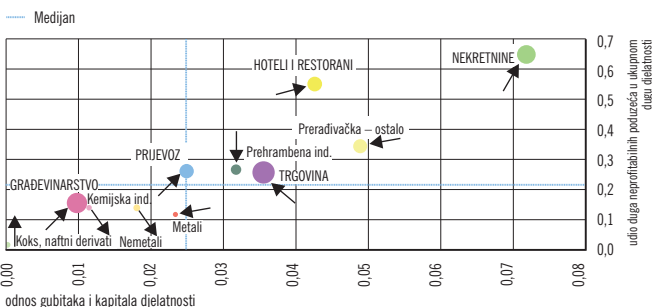 Medijan
0,7
0,6
0,5
0,4
0,3
0,2
0,1
0,0
udio duga neprofitabilnih poduzeća u ukupnom
dugu djelatnosti
NEKRETNINE
HOTELI I RESTORANI
Prerađivačka – ostalo
Prehrambena ind.
PRIJEVOZ
TRGOVINA
GRAĐEVINARSTVO
Kemijska ind.
Metali
Koks, naftni derivati
Nemetali
0,00
0,01
0,02
0,03
0,04
0,05
0,06
0,07
0,08
odnos gubitaka i kapitala djelatnosti